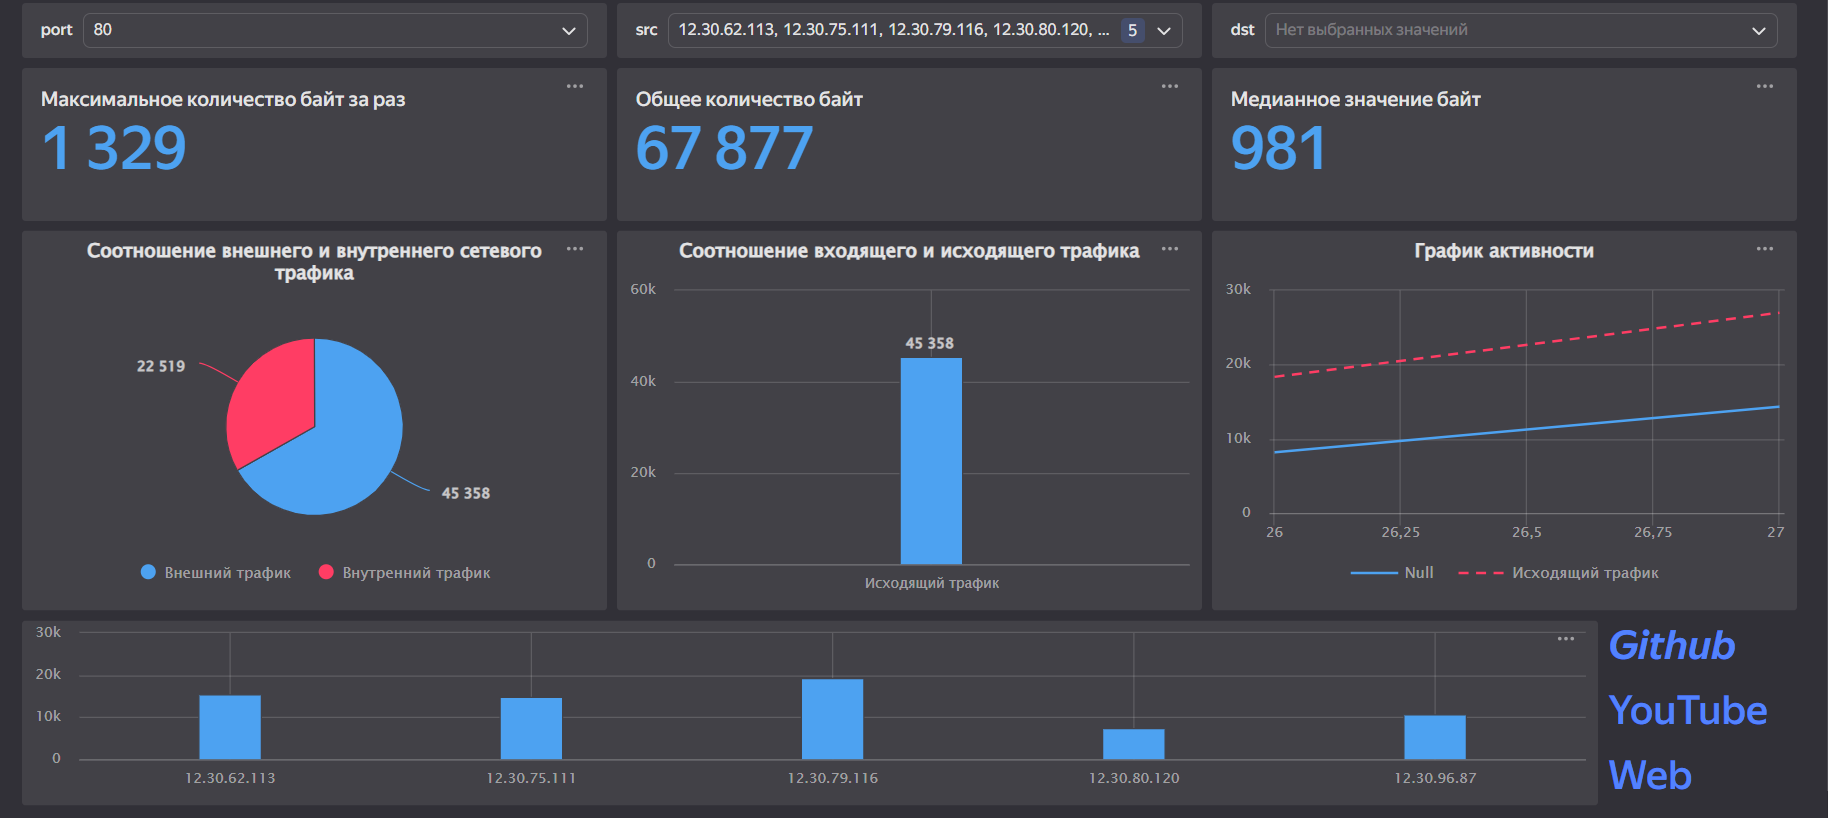 port 80
src 12.30.62.113, 12.30.75.111, 12.30.79.116, 12.30.80.120, ... 5
dst Нет выбранных значений
Максимальное количество байт за раз
1 329
Общее количество байт
67 877
Медианное значение байт
981
Соотношение внешнего и внутреннего сетевого
трафика
22 519
45 358
Внешний трафик
Внутренний трафик
Соотношение входящего и исходящего трафика
60k
45 358
40k
20k
0
Исходящий трафик
График активности
30k
20k
10k
0
26 26,25 26,5 26,75 27
Null
Исходящий трафик
30k
20k
10k
0
12.30.62.113 12.30.75.111 12.30.79.116 12.30.80.120 12.30.96.87
Github
YouTube
Web